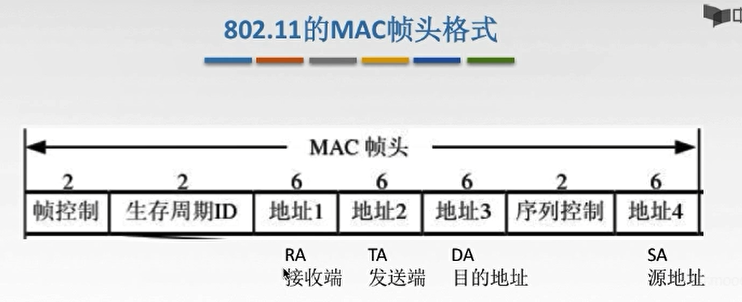 802.11的MAC帧头格式
MAC 帧头
2 2 6 6 6 2 6
帧控制 生存周期ID 地址1 地址2 地址3 序列控制 地址4
RA TA DA SA
接收端 发送端 目的地址 源地址